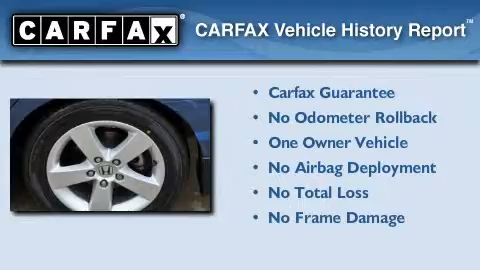 CARFAX® CARFAX Vehicle History Report™
• Carfax Guarantee
• No Odometer Rollback
• One Owner Vehicle
• No Airbag Deployment
• No Total Loss
• No Frame Damage